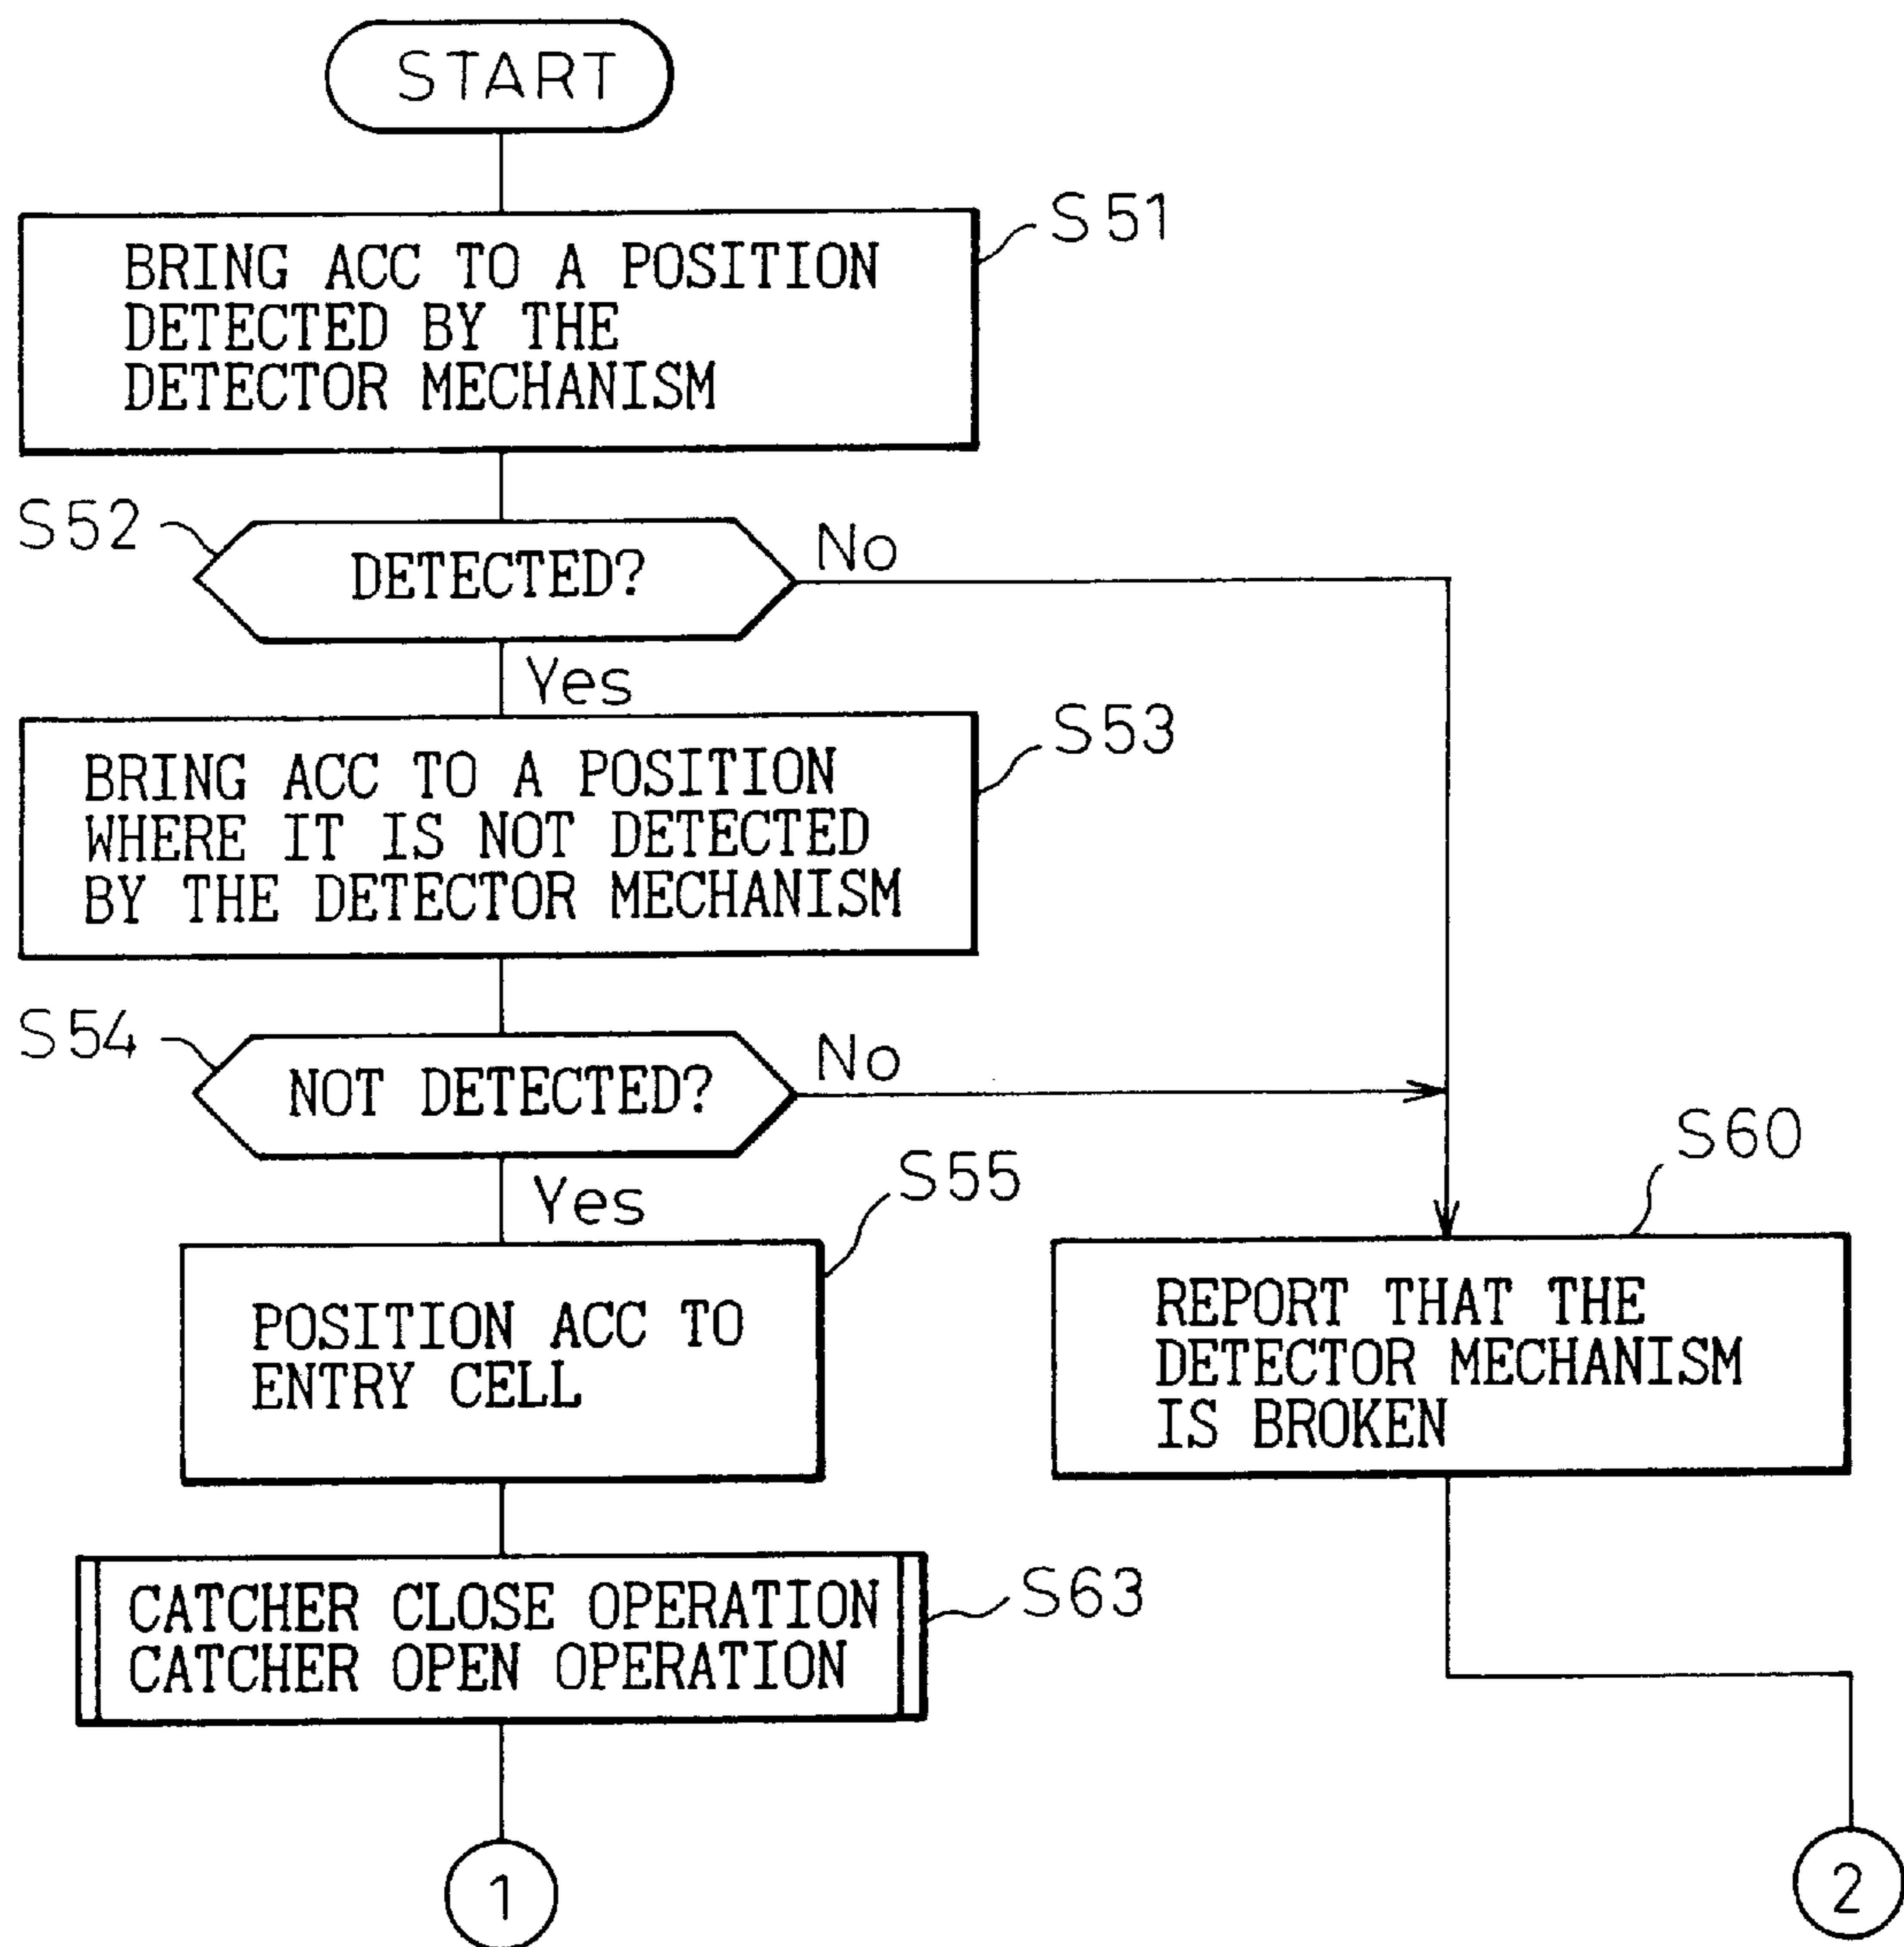 START
S51
BRING ACC TO A POSITION
DETECTED BY THE
DETECTOR MECHANISM
S52
DETECTED?
No
Yes
S53
BRING ACC TO A POSITION
WHERE IT IS NOT DETECTED
BY THE DETECTOR MECHANISM
S54
NOT DETECTED?
No
Yes
S55
POSITION ACC TO
ENTRY CELL
S60
REPORT THAT THE
DETECTOR MECHANISM
IS BROKEN
S63
CATCHER CLOSE OPERATION
CATCHER OPEN OPERATION
1
2